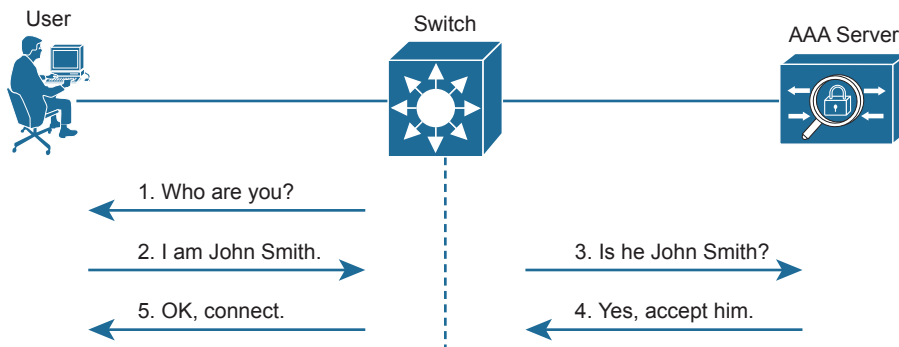 User
Switch
AAA Server
1. Who are you?
2. I am John Smith.
3. Is he John Smith?
5. OK, connect.
4. Yes, accept him.